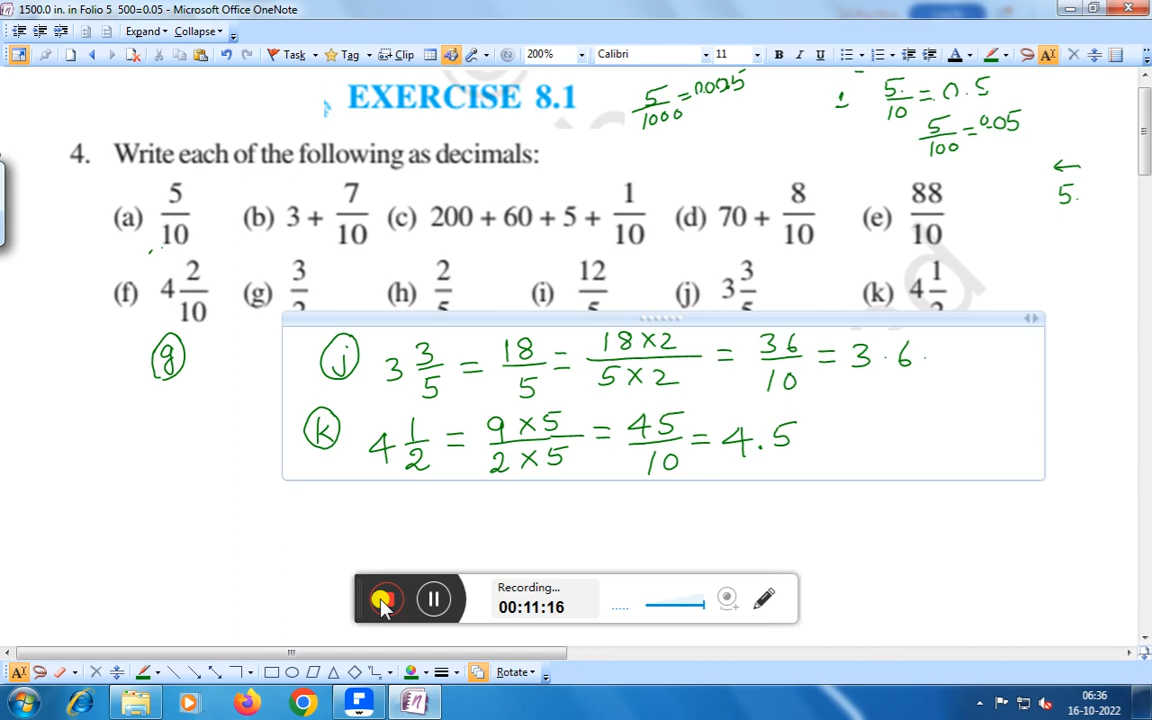 1500.0 in. in Folio 5  500=0.05 - Microsoft Office OneNote
Expand Collapse
Task Tag Clip 200% Calibri 11 B I U
EXERCISE 8.1
5/1000 =
5/10 = 0.5
5/100 = 0.05
4. Write each of the following as decimals:
(a) 5/10 (b) 3 + 7/10 (c) 200 + 60 + 5 + 1/10 (d) 70 + 8/10 (e) 88/10
← 5.
(f) 4 2/10 (g) 3/2 (h) 2/5 (i) 12/5 (j) 3 3/5 (k) 4 1/2
g
j 3 3/5 = 18/5 = 18×2/5×2 = 36/10 = 3.6
k 4 1/2 = 9×5/2×5 = 45/10 = 4.5
Recording...
00:11:16
Rotate
06:36
16-10-2022